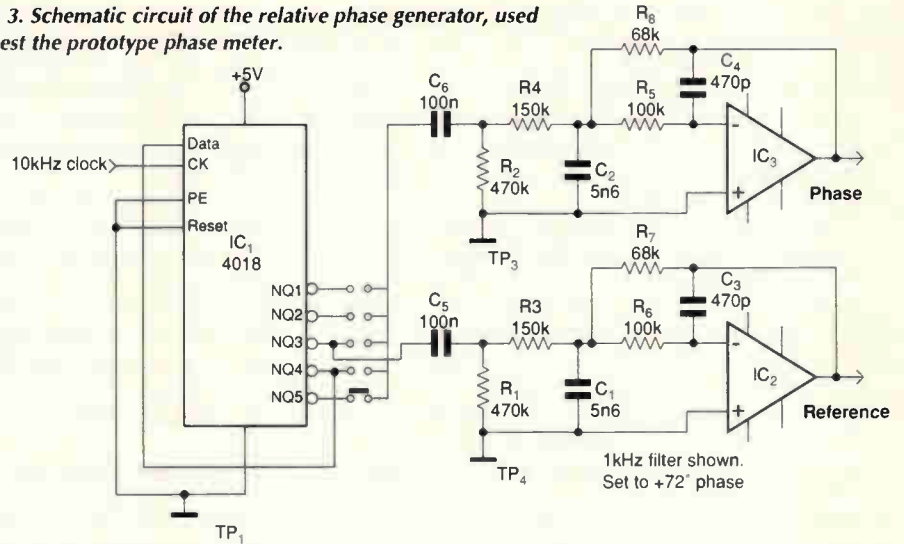 3. Schematic circuit of the relative phase generator, used
est the prototype phase meter.
R₈
68k
+5V
C₆
100n
R4
150k
R₅
100k
C₄
470p
Data
10kHz clock
CK
PE
Reset
IC₁
4018
R₂
470k
C₂
5n6
-
+
IC₃
Phase
TP₃
R₇
68k
NQ1
NQ2
NQ3
NQ4
NQ5
C₅
100n
R3
150k
R₆
100k
C₃
470p
R₁
470k
C₁
5n6
-
+
IC₂
Reference
TP₄
1kHz filter shown.
Set to +72° phase
TP₁